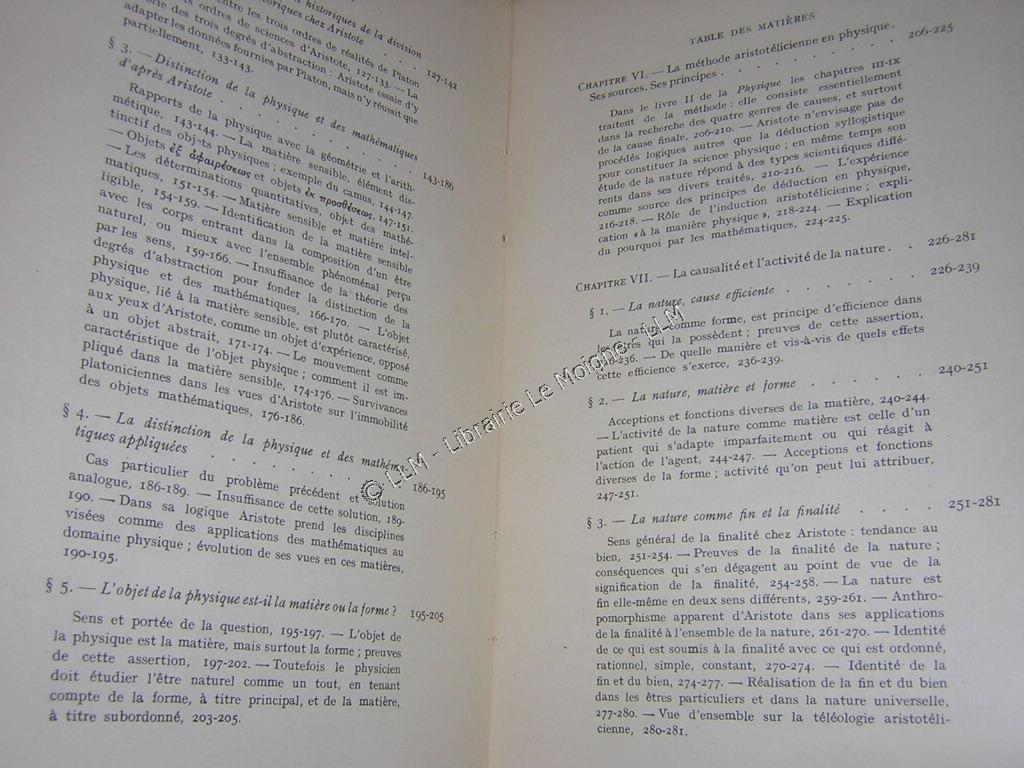 historiques de la division
théoriques chez Aristote . . 127-142
entre les trois ordres de réalités de Platon
ordres de sciences d'Aristote, 127-133. — La
théorie des trois degrés d'abstraction : Aristote essaie d'y
adapter les données fournies par Platon, mais n'y réussit que
partiellement, 133-143.
§ 3. — Distinction de la physique et des mathématiques
d'après Aristote . . . . . . . 143-186
Rapports de la physique avec la géométrie et l'arith-
métique, 143-144. — La matière sensible, élément dis-
tinctif des objets physiques ; exemple du camus, 144-147.
— Objets ἐξ ἀφαιρέσεως et objets ἐκ προσθέσεως, 147-151.
— Les déterminations quantitatives, objet des mathé-
matiques, 151-154. — Matière sensible et matière intel-
ligible, 154-159. — Identification de la matière sensible
avec les corps entrant dans la composition d'un être
naturel, ou mieux avec l'ensemble phénoménal perçu
par les sens, 159-166. — Insuffisance de la théorie des
degrés d'abstraction pour fonder la distinction de la
physique et des mathématiques, 166-170. — L'objet
physique, lié à la matière sensible, est plutôt caractérisé,
aux yeux d'Aristote, comme un objet d'expérience, opposé
à un objet abstrait, 171-174. — Le mouvement comme
caractéristique de l'objet physique ; comment il est im-
pliqué dans la matière sensible, 174-176. — Survivances
platoniciennes dans les vues d'Aristote sur l'immobilité
des objets mathématiques, 176-186.
§ 4. — La distinction de la physique et des mathéma-
tiques appliquées . . . . . . . 186-195
Cas particulier du problème précédent et solution
analogue, 186-189. — Insuffisance de cette solution, 189-
190. — Dans sa logique Aristote prend les disciplines
visées comme des applications des mathématiques au
domaine physique ; évolution de ses vues en ces matières,
190-195.
§ 5. — L'objet de la physique est-il la matière ou la forme ? 195-205
Sens et portée de la question, 195-197. — L'objet de
la physique est la matière, mais surtout la forme ; preuves
de cette assertion, 197-202. — Toutefois le physicien
doit étudier l'être naturel comme un tout, en tenant
compte de la forme, à titre principal, et de la matière,
à titre subordonné, 203-205.
TABLE DES MATIÈRES
CHAPITRE VI. — La méthode aristotélicienne en physique.
Ses sources. Ses principes . . . . . . 206-225
Dans le livre II de la Physique les chapitres III-IX
traitent de la méthode : elle consiste essentiellement
dans la recherche des quatre genres de causes, et surtout
de la cause finale, 206-210. — Aristote n'envisage pas de
procédés logiques autres que la déduction syllogistique
pour constituer la science physique ; en même temps son
étude de la nature répond à des types scientifiques diffé-
rents dans ses divers traités, 210-216. — L'expérience
comme source des principes de déduction en physique,
216-218. — Rôle de l'induction aristotélicienne ; expli-
cation « à la manière physique », 218-224. — Explication
du pourquoi par les mathématiques, 224-225.
CHAPITRE VII. — La causalité et l'activité de la nature . . 226-281
§ 1. — La nature, cause efficiente . . . . . . 226-239
La nature comme forme, est principe d'efficience dans
les êtres qui la possèdent ; preuves de cette assertion,
226-236. — De quelle manière et vis-à-vis de quels effets
cette efficience s'exerce, 236-239.
§ 2. — La nature, matière et forme . . . . . . 240-251
Acceptions et fonctions diverses de la matière, 240-244.
— L'activité de la nature comme matière est celle d'un
patient qui s'adapte imparfaitement ou qui réagit à
l'action de l'agent, 244-247. — Acceptions et fonctions
diverses de la forme ; activité qu'on peut lui attribuer,
247-251.
§ 3. — La nature comme fin et la finalité . . . . 251-281
Sens général de la finalité chez Aristote : tendance au
bien, 251-254. — Preuves de la finalité de la nature ;
conséquences qui s'en dégagent au point de vue de la
signification de la finalité, 254-258. — La nature est
fin elle-même en deux sens différents, 259-261. — Anthro-
pomorphisme apparent d'Aristote dans ses applications
de la finalité à l'ensemble de la nature, 261-270. — Identité
de ce qui est soumis à la finalité avec ce qui est ordonné,
rationnel, simple, constant, 270-274. — Identité de la
fin et du bien, 274-277. — Réalisation de la fin et du bien
dans les êtres particuliers et dans la nature universelle,
277-280. — Vue d'ensemble sur la téléologie aristotéli-
cienne, 280-281.
© LLM - Librairie Le Moigne - LLM